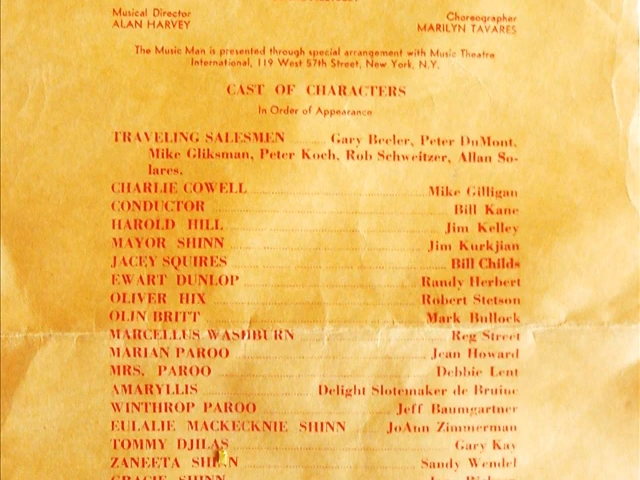 Musical Director
ALAN HARVEY
Choreographer
MARILYN TAVARES
The Music Man is presented through special arrangement with Music Theatre
International, 119 West 57th Street, New York, N.Y.
CAST OF CHARACTERS
In Order of Appearance
TRAVELING SALESMEN ........ Gary Beeler, Peter DuMont,
Mike Gliksman, Peter Koch, Rob Schweitzer, Allan So-
lares.
CHARLIE COWELL Mike Gilligan
CONDUCTOR Bill Kane
HAROLD HILL Jim Kelley
MAYOR SHINN Jim Kurkjian
JACEY SQUIRES Bill Childs
EWART DUNLOP Randy Herbert
OLIVER HIX Robert Stetson
OLIN BRITT Mark Bullock
MARCELLUS WASHBURN Reg Street
MARIAN PAROO Jean Howard
MRS. PAROO Debbie Lent
AMARYLLIS Delight Slotemaker de Bruine
WINTHROP PAROO Jeff Baumgartner
EULALIE MACKECKNIE SHINN JoAnn Zimmerman
TOMMY DJILAS Gary Kay
ZANEETA SHINN Sandy Wendel
GRACIE SHINN